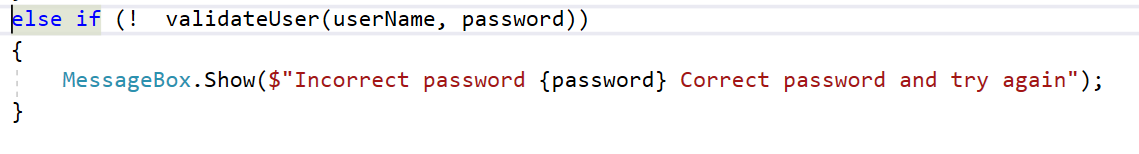 else if (!  validateUser(userName, password))
{
    MessageBox.Show($"Incorrect password {password} Correct password and try again");
}